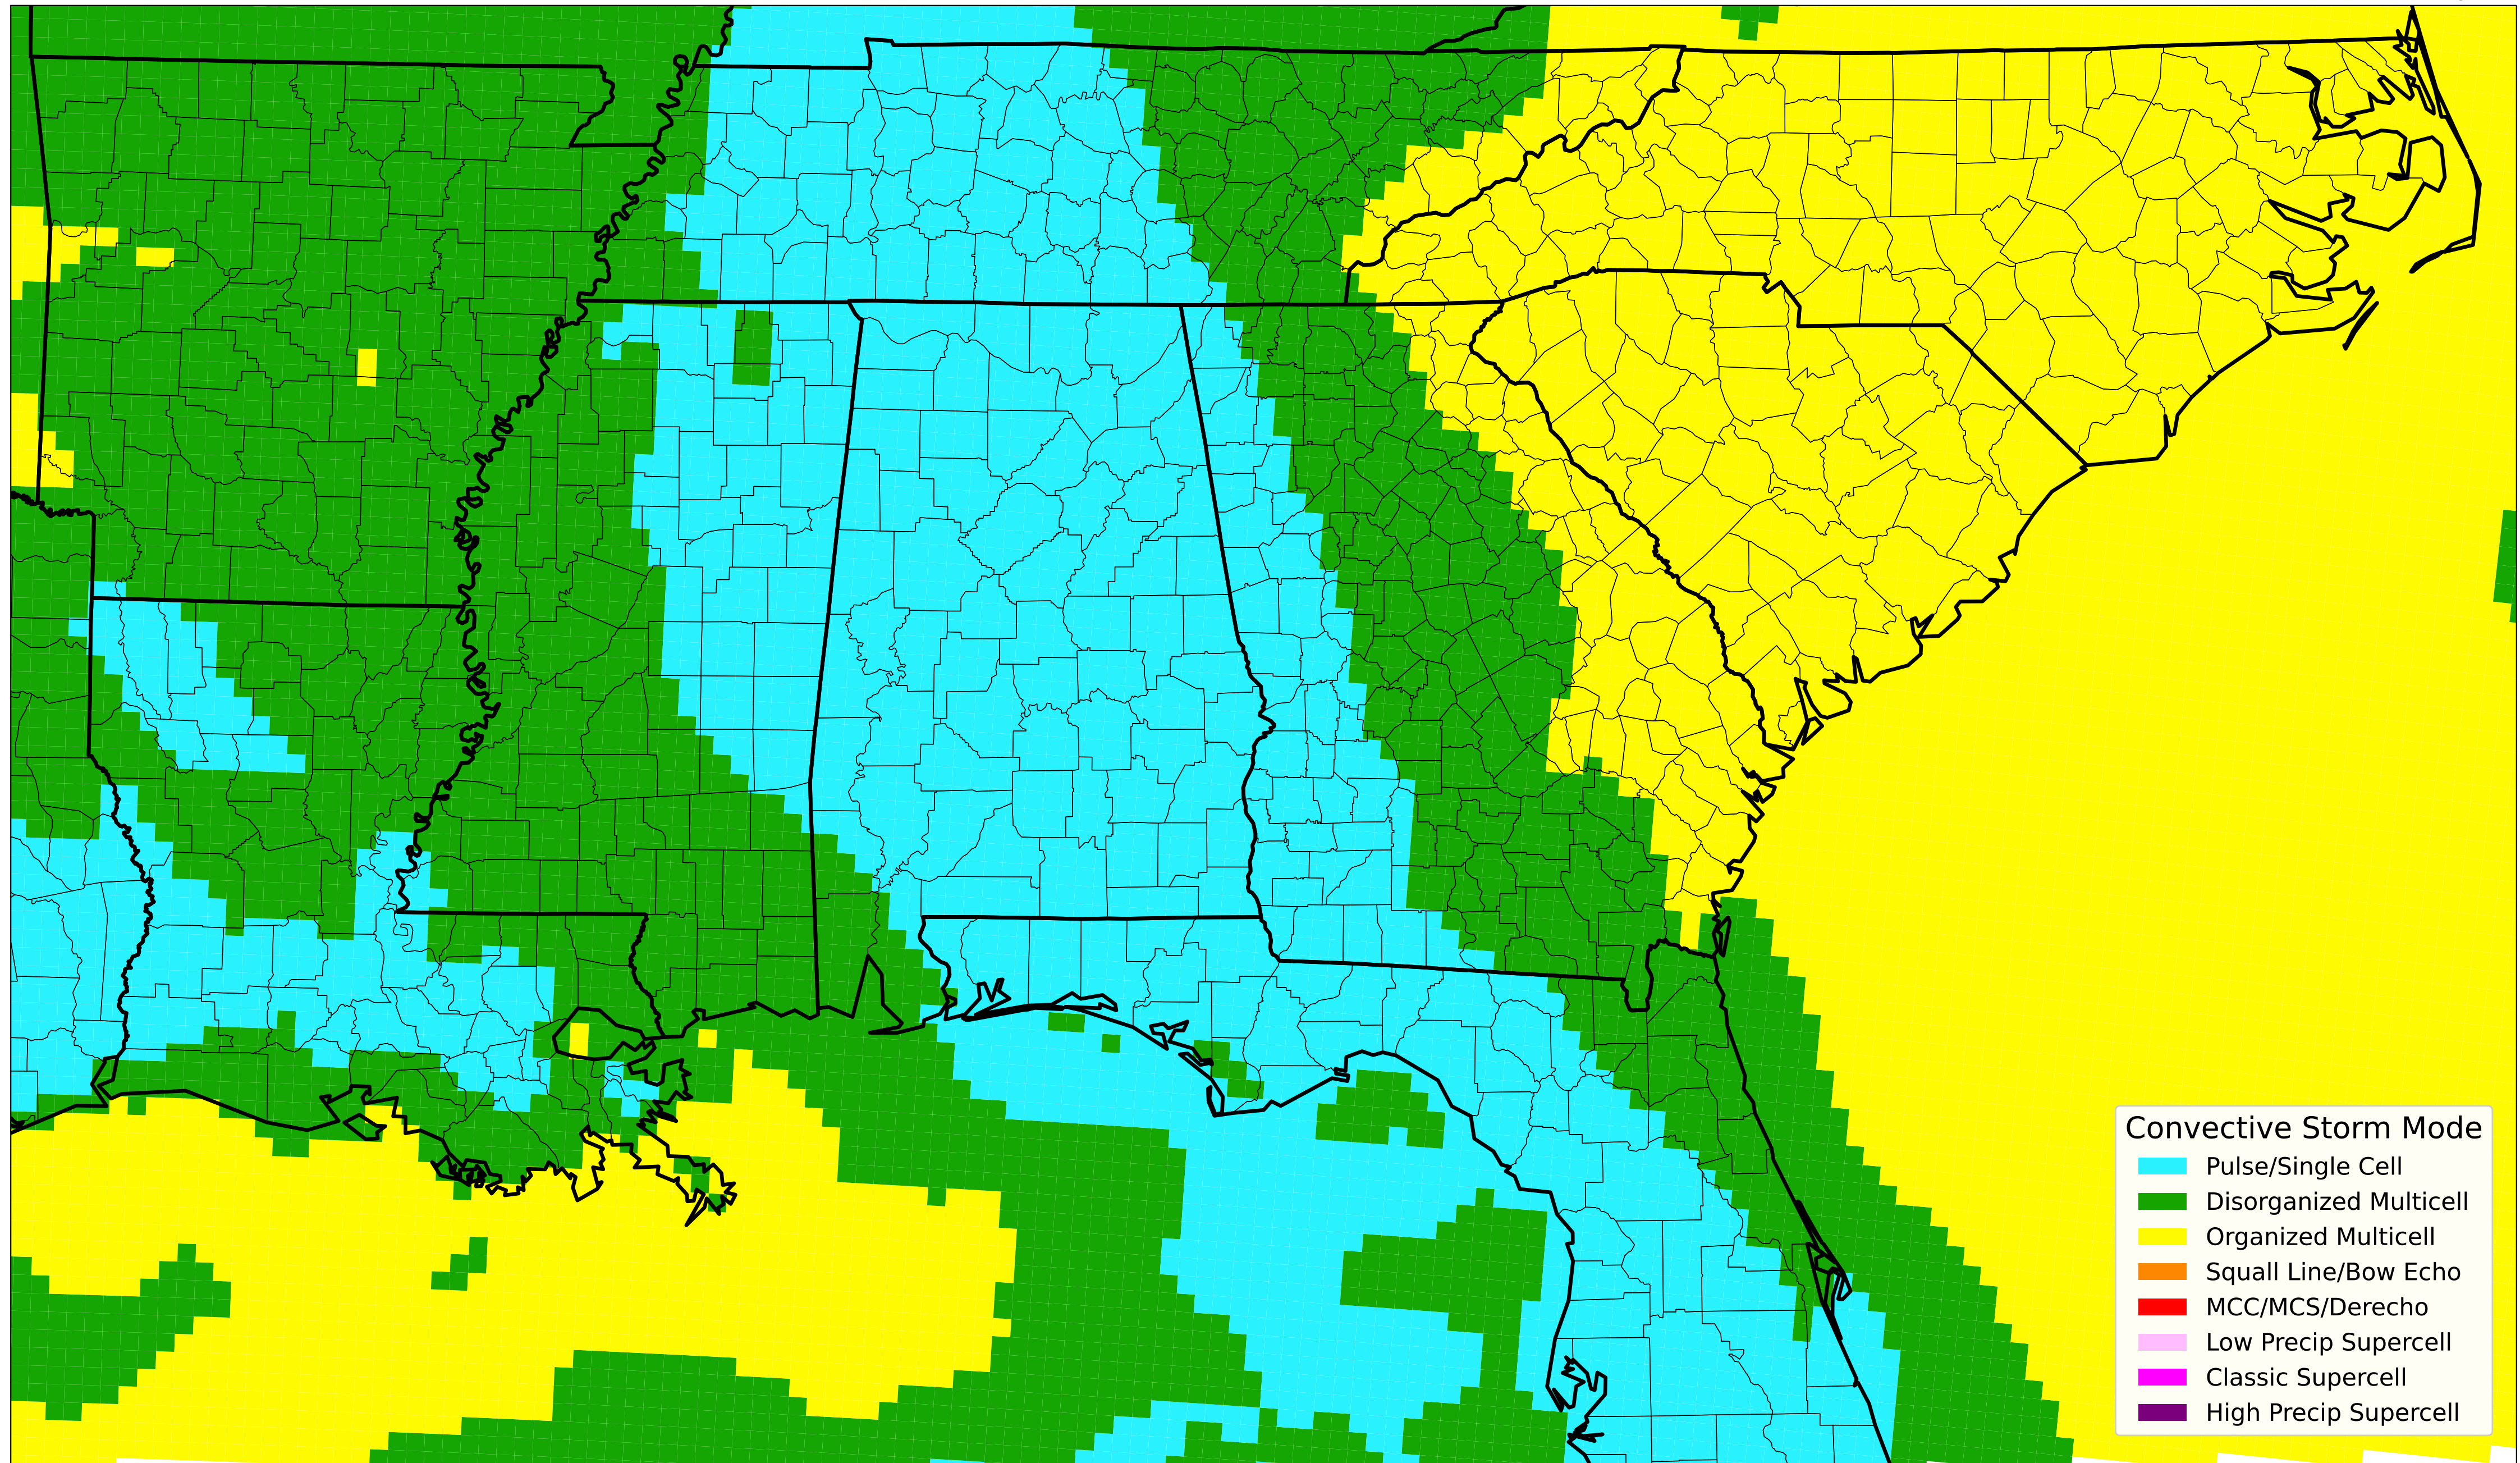 Convective Storm Mode
Pulse/Single Cell
Disorganized Multicell
Organized Multicell
Squall Line/Bow Echo
MCC/MCS/Derecho
Low Precip Supercell
Classic Supercell
High Precip Supercell